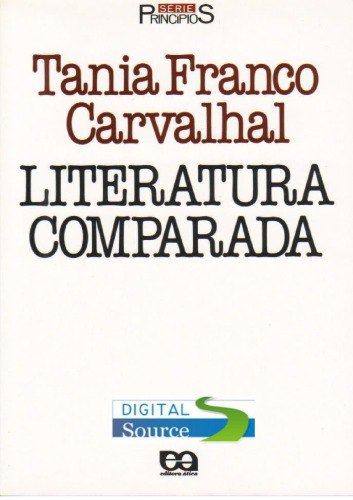 SÉRIE
PRINCÍPIOS
Tania Franco
Carvalhal
LITERATURA
COMPARADA
DIGITAL
Source
editora ática